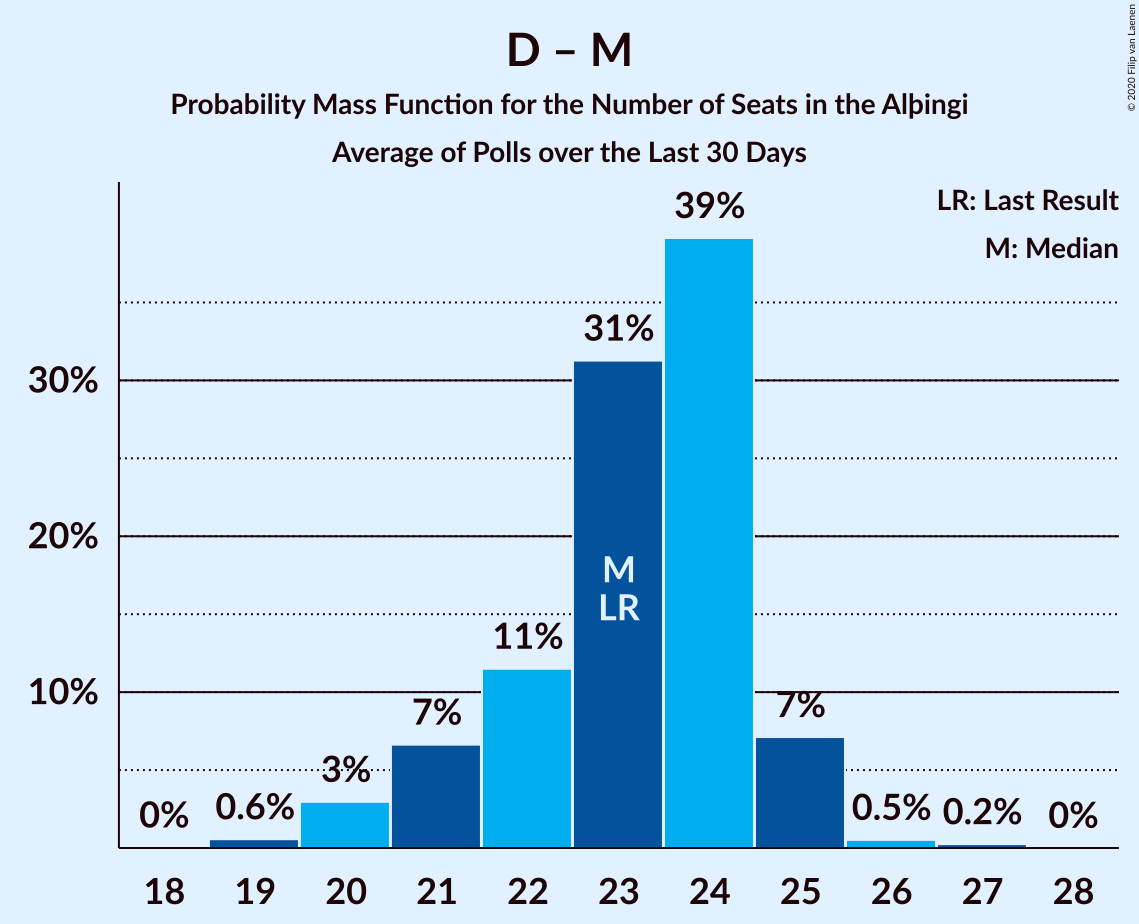 D – M
Probability Mass Function for the Number of Seats in the Alþingi
Average of Polls over the Last 30 Days
© 2020 Filip van Laenen
LR: Last Result
M: Median
39%
31%
30%
20%
M
LR
11%
10%
7%
7%
3%
0%
0.6%
0.5%
0.2%
0%
18 19 20 21 22 23 24 25 26 27 28